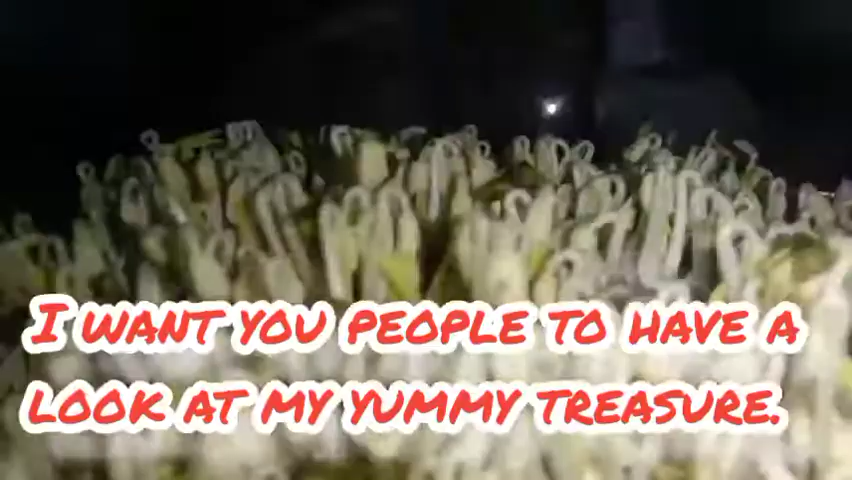 I WANT YOU PEOPLE TO HAVE A
LOOK AT MY YUMMY TREASURE.